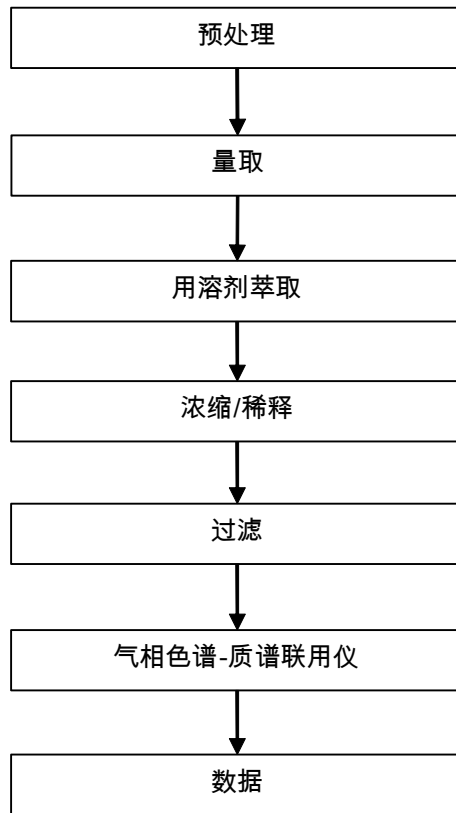 预处理
量取
用溶剂萃取
浓缩/稀释
过滤
气相色谱-质谱联用仪
数据